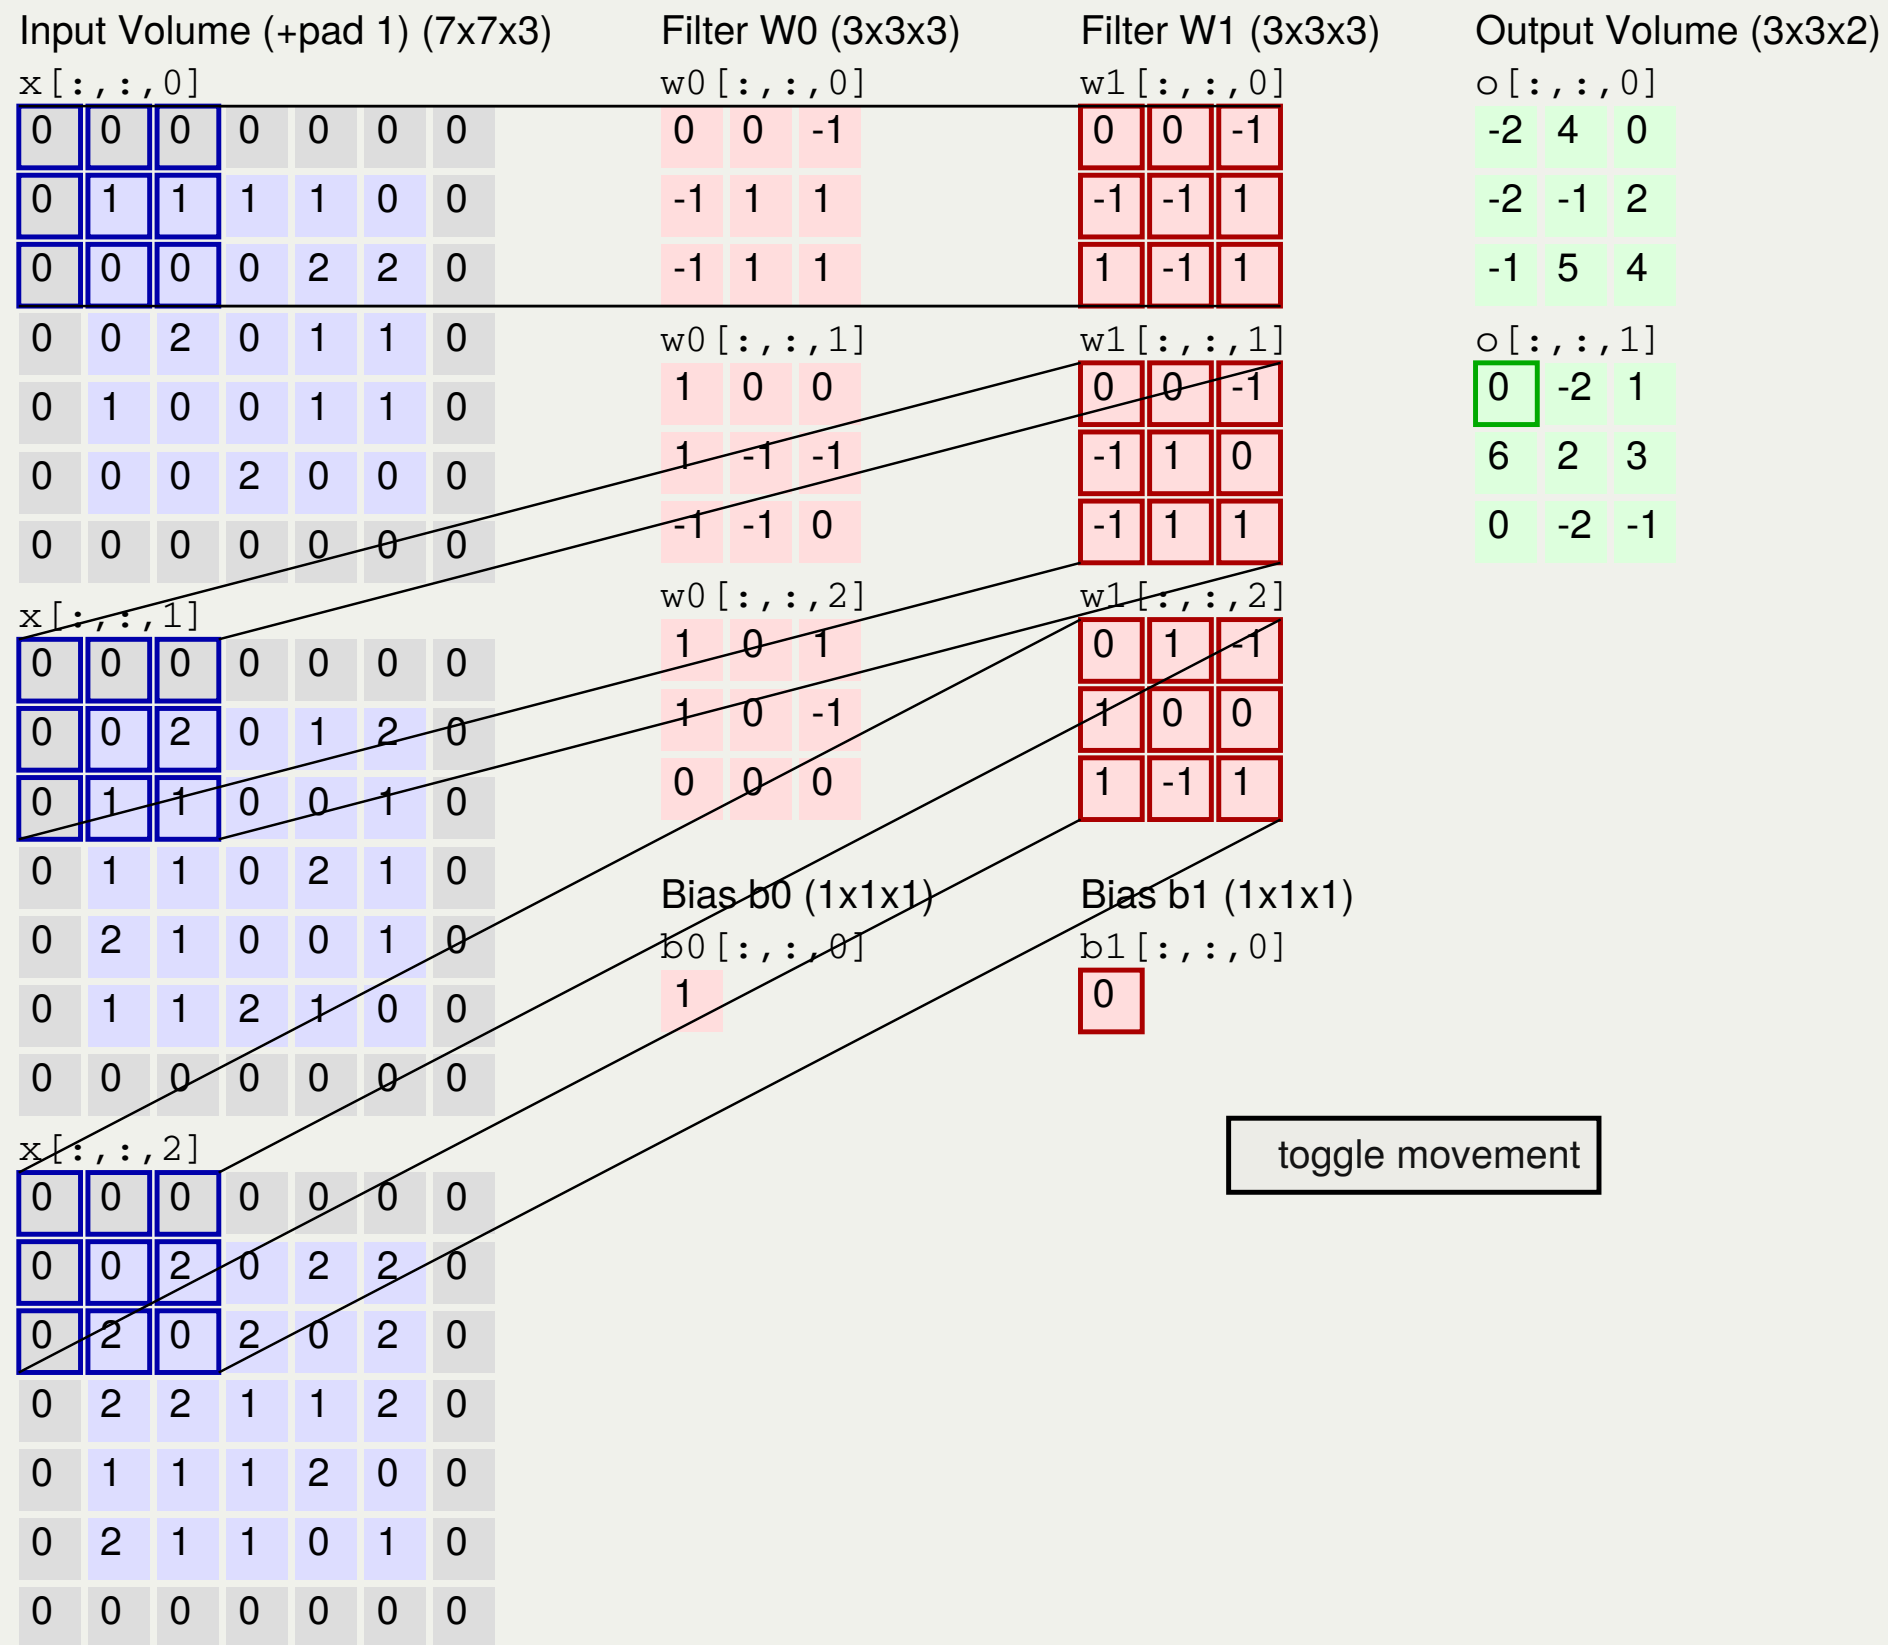 Input Volume (+pad 1) (7x7x3) Filter W0 (3x3x3) Filter W1 (3x3x3) Output Volume (3x3x2)
x[:,:,0] w0[:,:,0] w1[:,:,0] o[:,:,0]
0 0 0 0 0 0 0 0 0 -1 0 0 -1 -2 4 0
0 1 1 1 1 0 0 -1 1 1 -1 -1 1 -2 -1 2
0 0 0 0 2 2 0 -1 1 1 1 -1 1 -1 5 4
0 0 2 0 1 1 0 w0[:,:,1] w1[:,:,1] o[:,:,1]
0 1 0 0 1 1 0 1 0 0 0 0 -1 0 -2 1
0 0 0 2 0 0 0 1 -1 -1 -1 1 0 6 2 3
0 0 0 0 0 0 0 -1 -1 0 -1 1 1 0 -2 -1
x[:,:,1] w0[:,:,2] w1[:,:,2]
0 0 0 0 0 0 0 1 0 1 0 1 -1
0 0 2 0 1 2 0 1 0 -1 1 0 0
0 1 1 0 0 1 0 0 0 0 1 -1 1
0 1 1 0 2 1 0 Bias b0 (1x1x1) Bias b1 (1x1x1)
0 2 1 0 0 1 0 b0[:,:,0] b1[:,:,0]
0 1 1 2 1 0 0 1 0
0 0 0 0 0 0 0
x[:,:,2] toggle movement
0 0 0 0 0 0 0
0 0 2 0 2 2 0
0 2 0 2 0 2 0
0 2 2 1 1 2 0
0 1 1 1 2 0 0
0 2 1 1 0 1 0
0 0 0 0 0 0 0